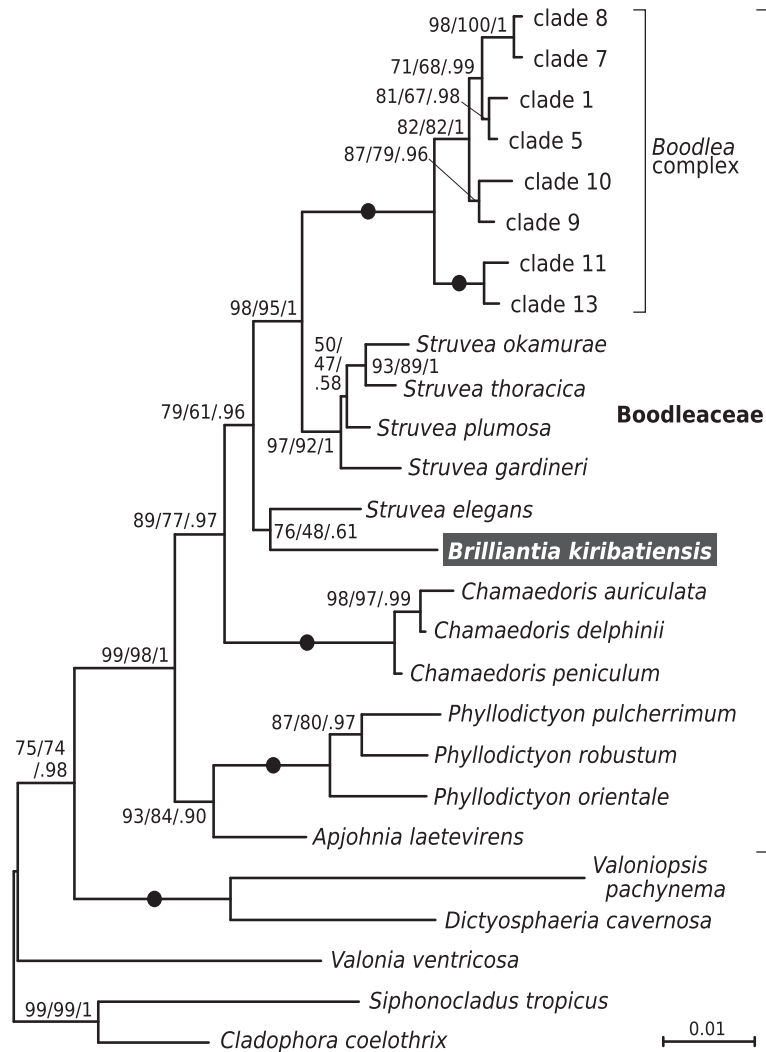 98/100/1
clade 8
clade 7
71/68/.99
81/67/.98
clade 1
82/82/1
clade 5
87/79/.96
Boodlea
complex
clade 10
clade 9
clade 11
clade 13
98/95/1
50/
47/
.58
Struvea okamurae
93/89/1
Struvea thoracica
79/61/.96
Boodleaceae
Struvea plumosa
97/92/1
Struvea gardineri
Struvea elegans
89/77/.97
76/48/.61
Brilliantia kiribatiensis
98/97/.99
Chamaedoris auriculata
Chamaedoris delphinii
99/98/1
Chamaedoris peniculum
87/80/.97
Phyllodictyon pulcherrimum
75/74
/.98
Phyllodictyon robustum
Phyllodictyon orientale
93/84/.90
Apjohnia laetevirens
Valoniopsis
pachynema
Dictyosphaeria cavernosa
Valonia ventricosa
99/99/1
Siphonocladus tropicus
Cladophora coelothrix
0.01